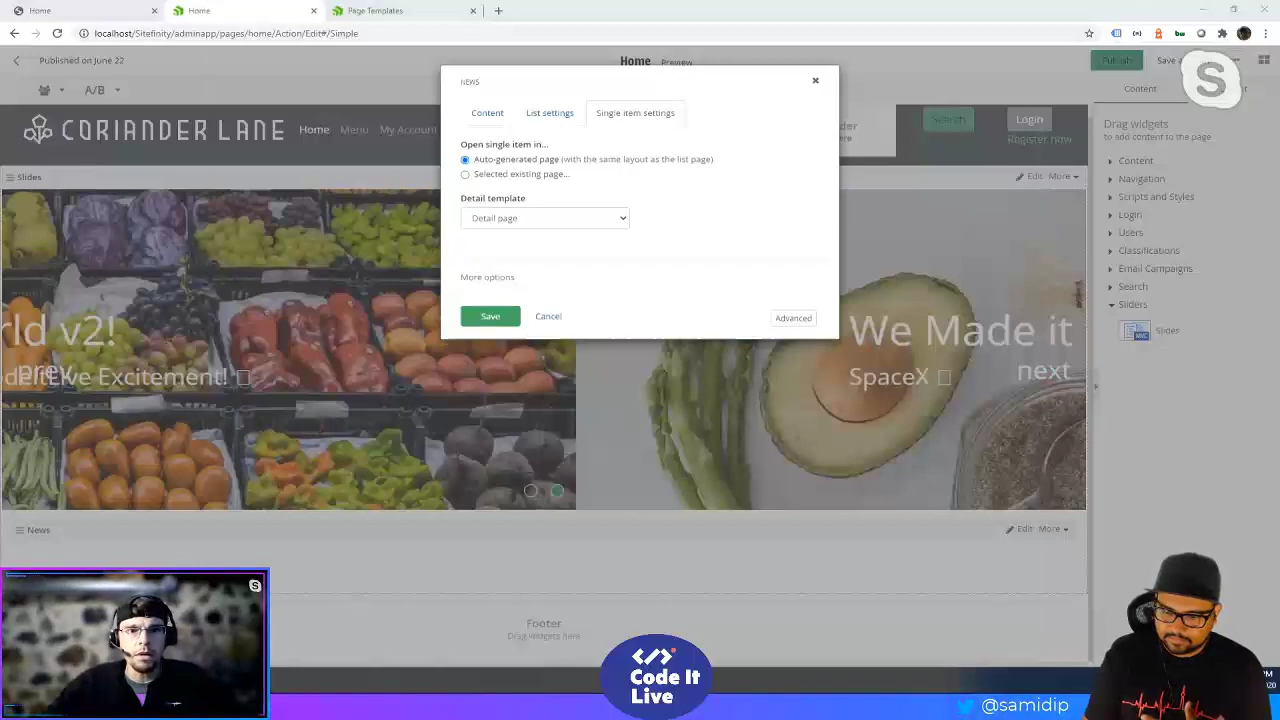 Home
Home
Page Templates
localhost/Sitefinity/adminapp/pages/home/Action/Edit#/Simple
Published on June 22
Home Preview
Publish
A/B
Content
NEWS
Content
List settings
Single item settings
CORIANDER LANE
Home
Menu
My Account
Search
Login
Register now
Drag widgets
to add content to the page
Open single item in...
Auto-generated page (with the same layout as the list page)
Selected existing page...
Detail template
Detail page
More options
Save
Cancel
Advanced
Slides
Edit More
Content
Navigation
Scripts and Styles
Login
Users
Classifications
Email Campaigns
Search
Sliders
MVC
Slides
rld v2!
Excitement!
prev
We Made it
SpaceX
next
News
Edit More
Footer
Drag widgets here
</>
Code It
Live
@samidip